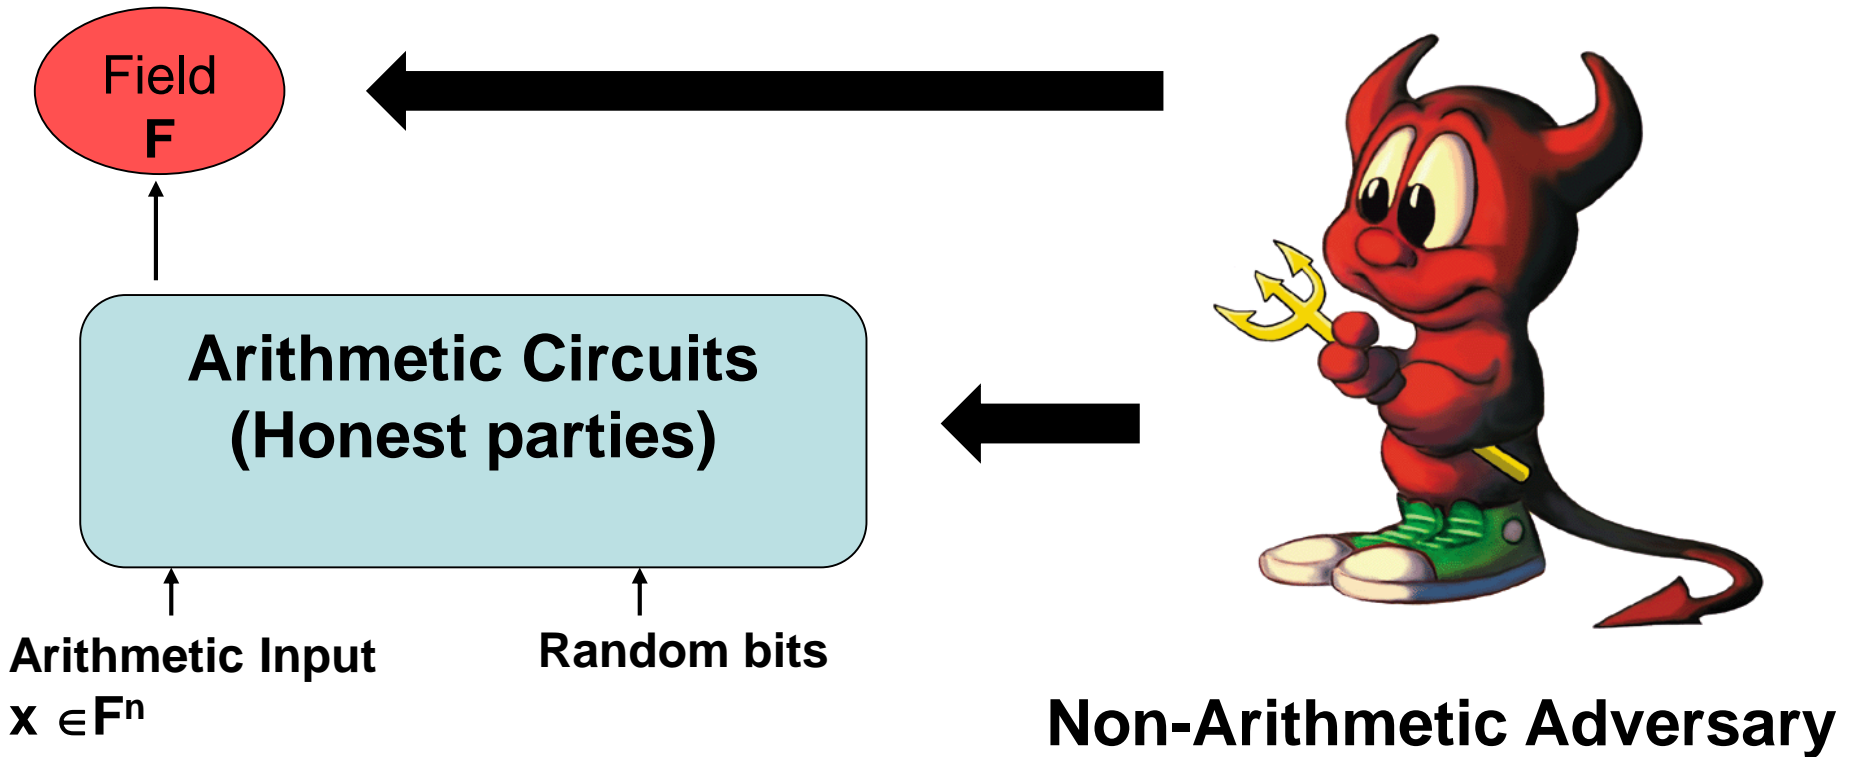 Field
F
Arithmetic Circuits
(Honest parties)
Arithmetic Input
x ∈Fⁿ
Random bits
Non-Arithmetic Adversary